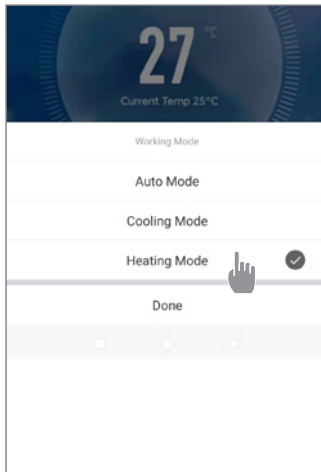 27 °C
Current Temp 25°C
Working Mode
Auto Mode
Cooling Mode
Heating Mode
Done